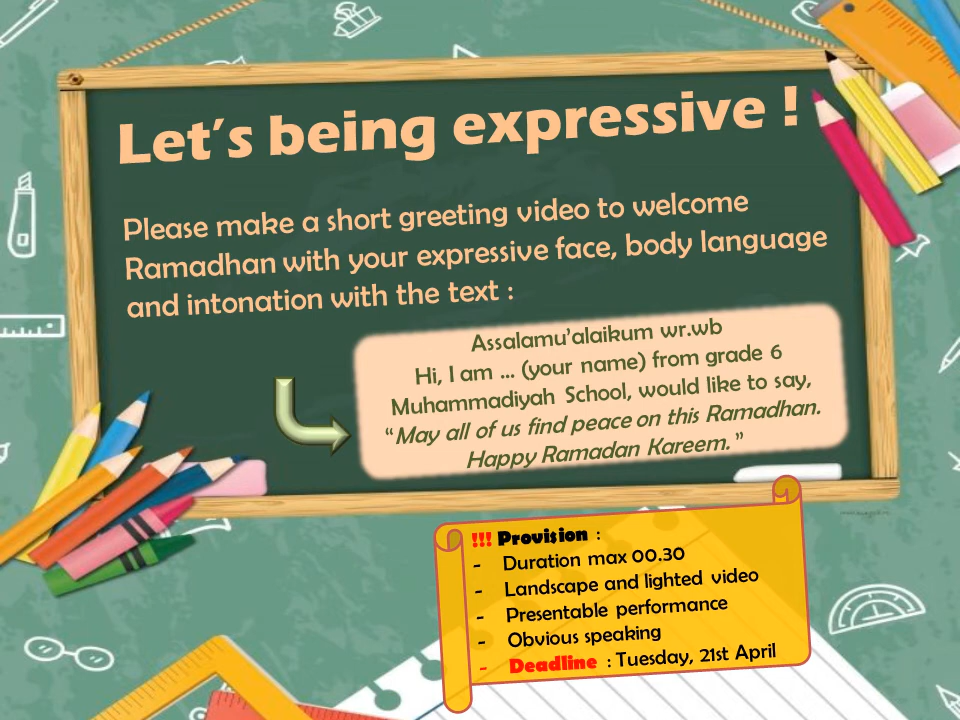 Let's being expressive !
Please make a short greeting video to welcome
Ramadhan with your expressive face, body language
and intonation with the text :
Assalamu'alaikum wr.wb
Hi, I am ... (your name) from grade 6
Muhammadiyah School, would like to say,
"May all of us find peace on this Ramadhan.
Happy Ramadan Kareem."
!!! Provision :
- Duration max 00.30
- Landscape and lighted video
- Presentable performance
- Obvious speaking
- Deadline : Tuesday, 21st April